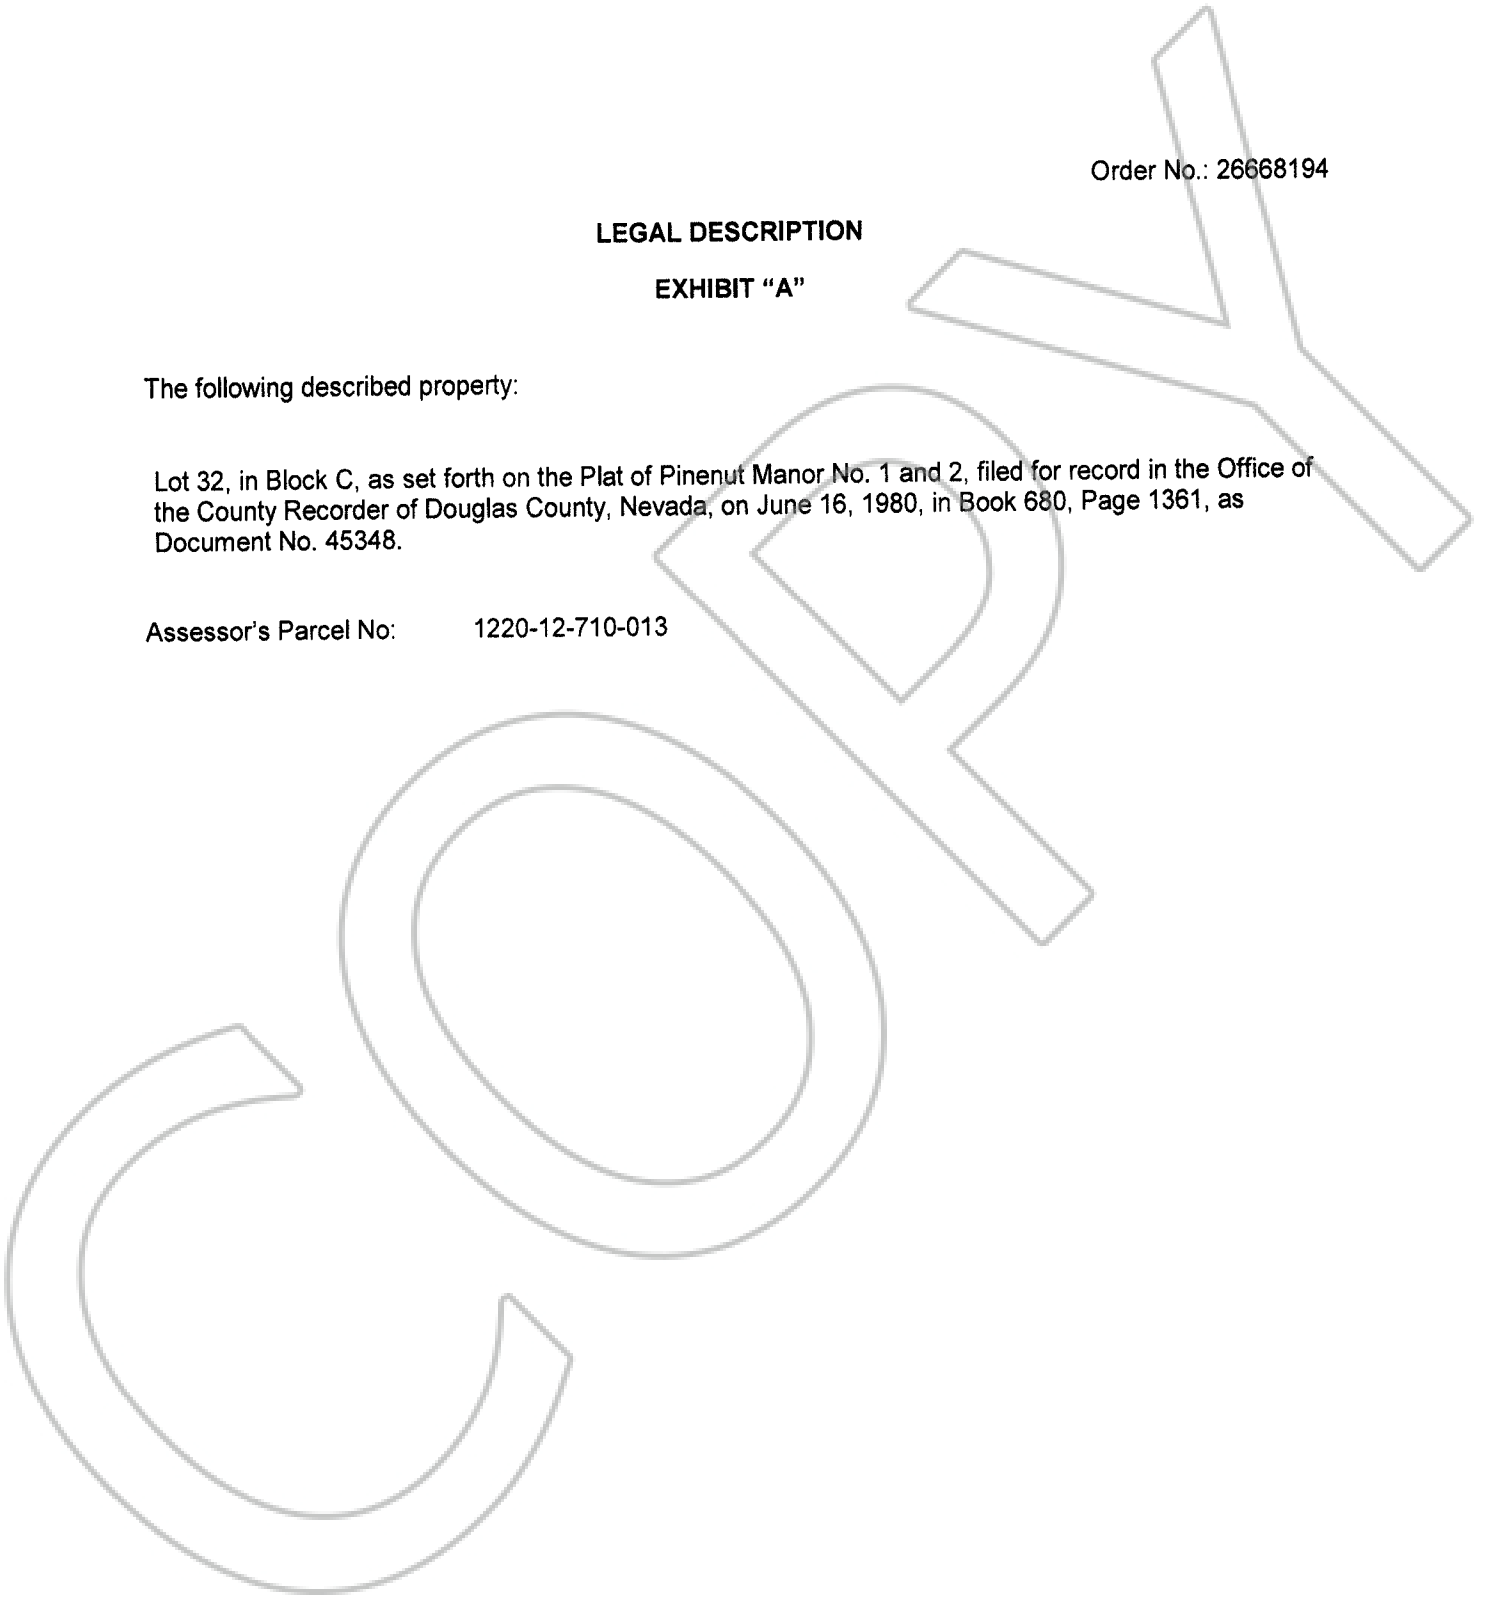 Order No.: 26668194
LEGAL DESCRIPTION
EXHIBIT “A”
The following described property:
Lot 32, in Block C, as set forth on the Plat of Pinenut Manor No. 1 and 2, filed for record in the Office of
the County Recorder of Douglas County, Nevada, on June 16, 1980, in Book 680, Page 1361, as
Document No. 45348.
Assessor’s Parcel No: 1220-12-710-013
COPY